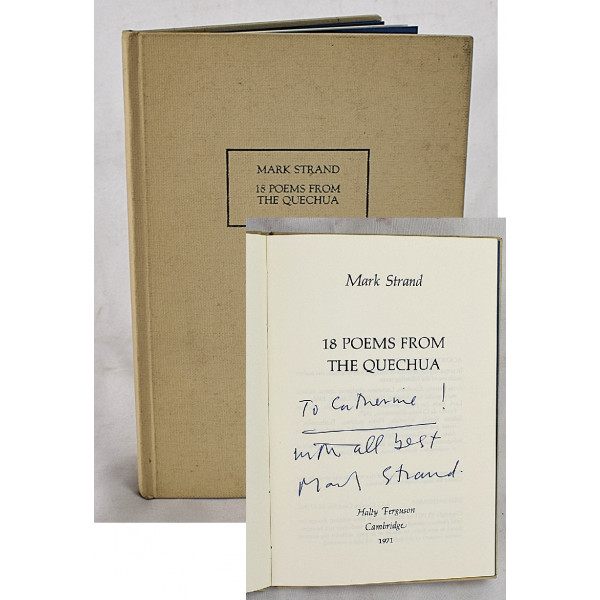 MARK STRAND
18 POEMS FROM
THE QUECHUA
Mark Strand
18 POEMS FROM
THE QUECHUA
To Catherine!
with all best
Mark Strand.
Halty Ferguson
Cambridge
1971